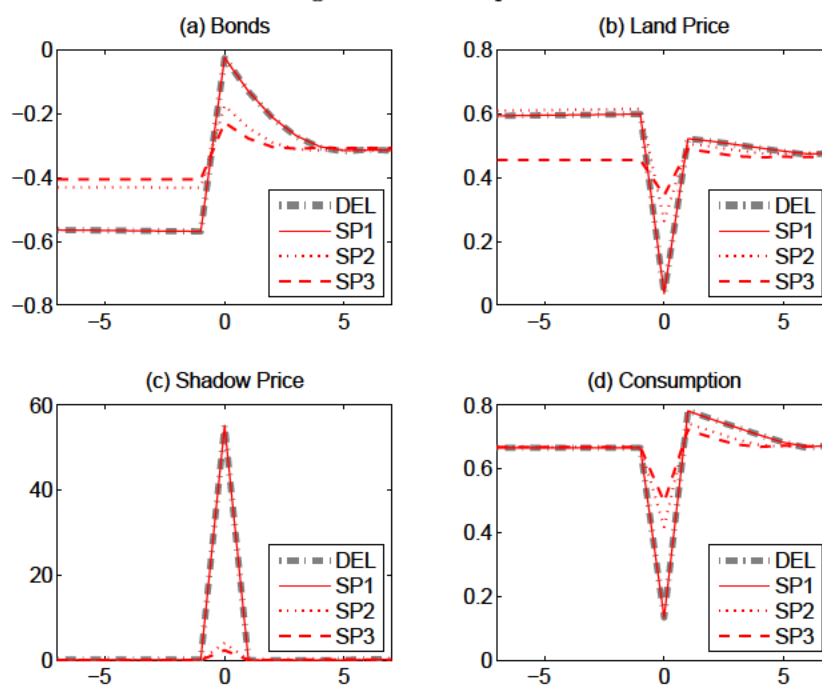 (a) Bonds
0
−0.2
−0.4
−0.6
−0.8
−5 0 5
DEL
SP1
SP2
SP3
(b) Land Price
0.8
0.6
0.4
0.2
0
−5 0 5
DEL
SP1
SP2
SP3
(c) Shadow Price
60
40
20
0
−5 0 5
DEL
SP1
SP2
SP3
(d) Consumption
0.8
0.6
0.4
0.2
0
−5 0 5
DEL
SP1
SP2
SP3